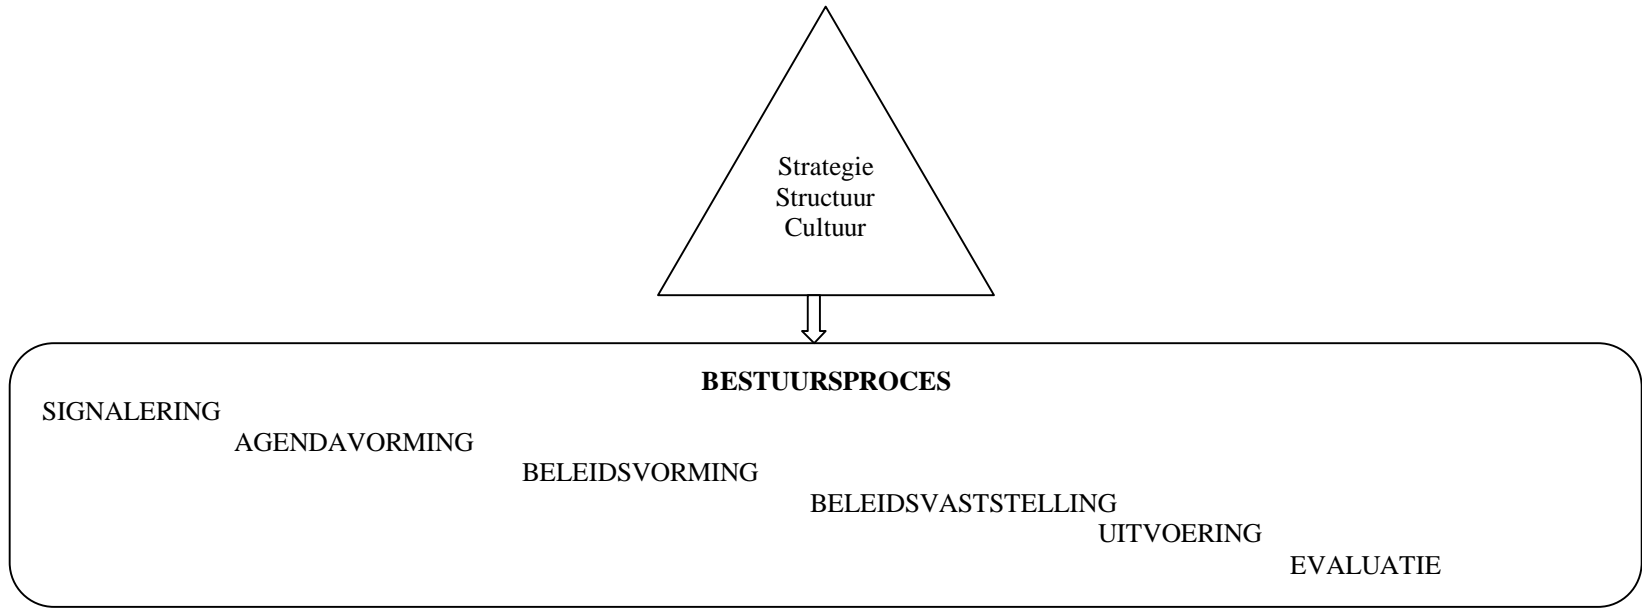 Strategie
Structuur
Cultuur
BESTUURSPROCES
SIGNALERING
AGENDAVORMING
BELEIDSVORMING
BELEIDSVASTSTELLING
UITVOERING
EVALUATIE